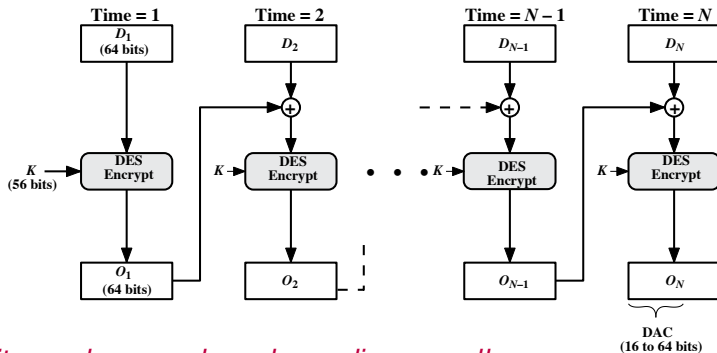 Time = 1 Time = 2 Time = N – 1 Time = N
D1 (64 bits)
D2
DN–1
DN
+ + +
K (56 bits)
DES Encrypt
K
DES Encrypt
• • •
K
DES Encrypt
K
DES Encrypt
O1 (64 bits)
O2
ON–1
ON
DAC
(16 to 64 bits)